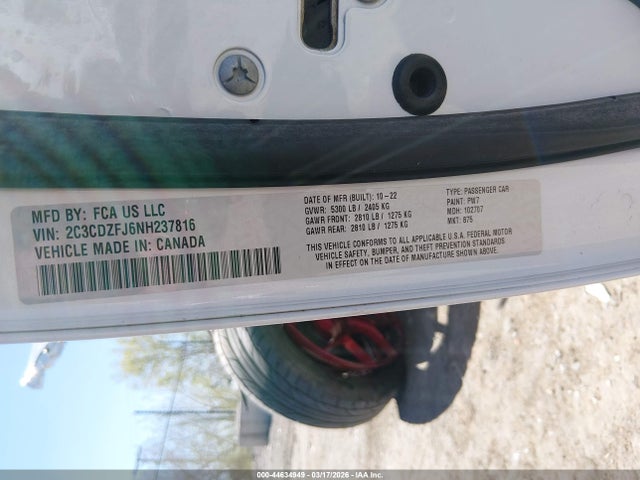 MFD BY: FCA US LLC
VIN: 2C3CDZFJ6NH237816
VEHICLE MADE IN: CANADA
DATE OF MFR (BUILT): 10-22
GVWR: 5300 LB / 2405 KG
GAWR FRONT: 2810 LB / 1275 KG
GAWR REAR: 2810 LB / 1275 KG
TYPE: PASSENGER CAR
PAINT: PW7
MDH: 102707
MKT: 875
THIS VEHICLE CONFORMS TO ALL APPLICABLE U.S.A. FEDERAL MOTOR
VEHICLE SAFETY, BUMPER, AND THEFT PREVENTION STANDARDS
IN EFFECT ON THE DATE OF MANUFACTURE SHOWN ABOVE.
000-44634949 - 03/17/2026 - IAA Inc.